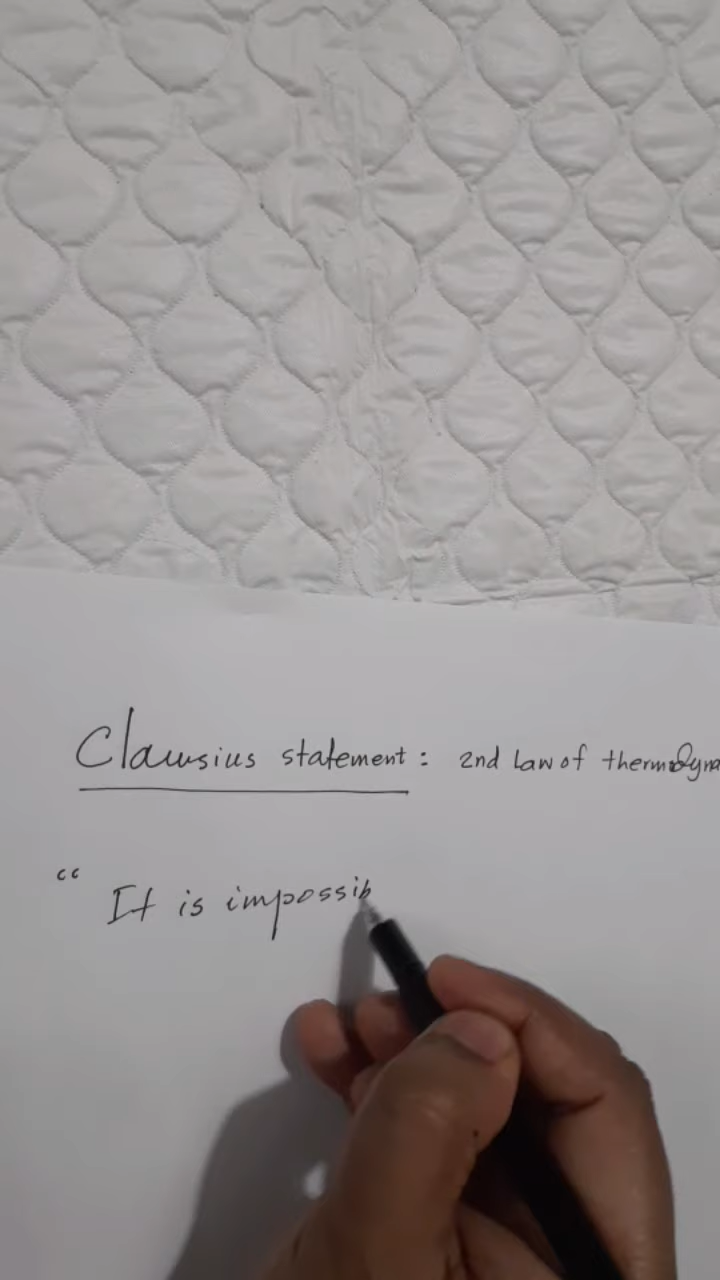 Clausius statement : 2nd law of thermodyna
“ It is impossib